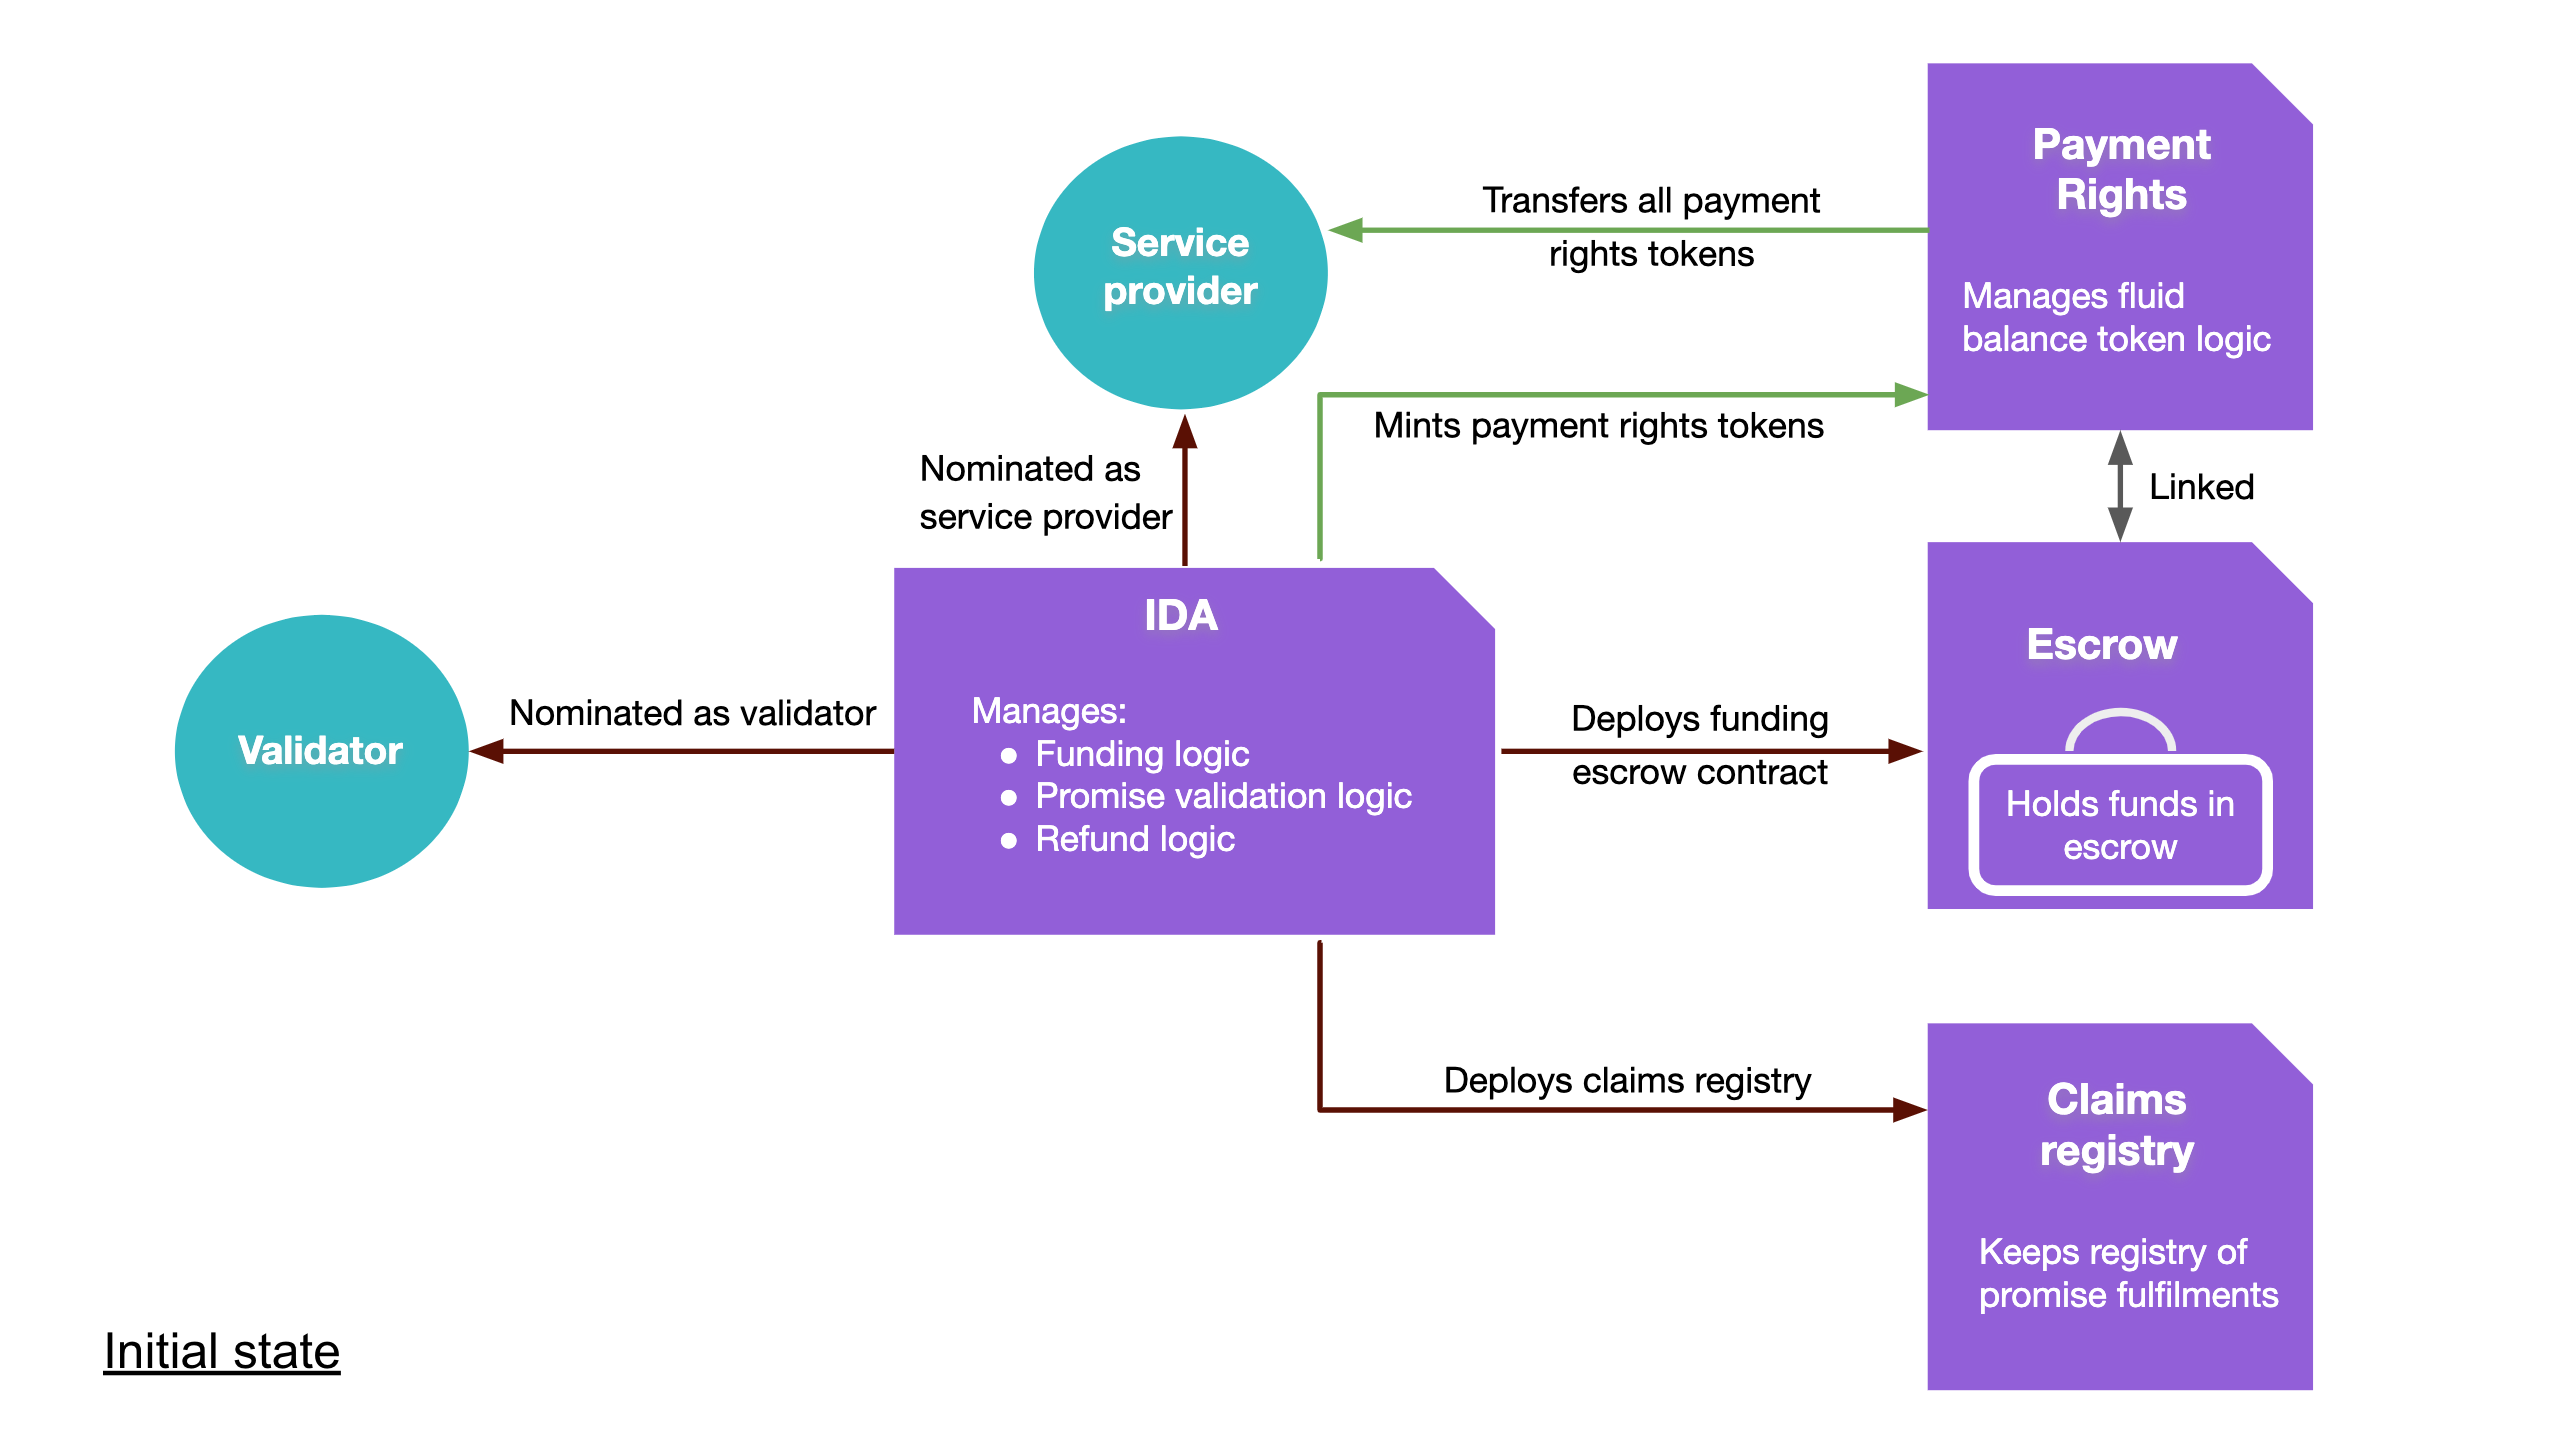 Payment
Rights
Manages fluid
balance token logic
Transfers all payment
rights tokens
Service
provider
Mints payment rights tokens
Nominated as
service provider
Linked
IDA
Manages:
● Funding logic
● Promise validation logic
● Refund logic
Validator
Nominated as validator
Deploys funding
escrow contract
Escrow
Holds funds in
escrow
Deploys claims registry
Claims
registry
Keeps registry of
promise fulfilments
Initial state